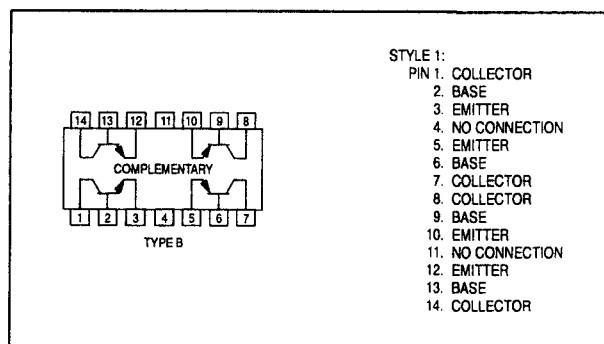 STYLE 1:
PIN 1. COLLECTOR
2. BASE
3. EMITTER
4. NO CONNECTION
5. EMITTER
6. BASE
7. COLLECTOR
8. COLLECTOR
9. BASE
10. EMITTER
11. NO CONNECTION
12. EMITTER
13. BASE
14. COLLECTOR
14 13 12 11 10 9 8
COMPLEMENTARY
1 2 3 4 5 6 7
TYPE B